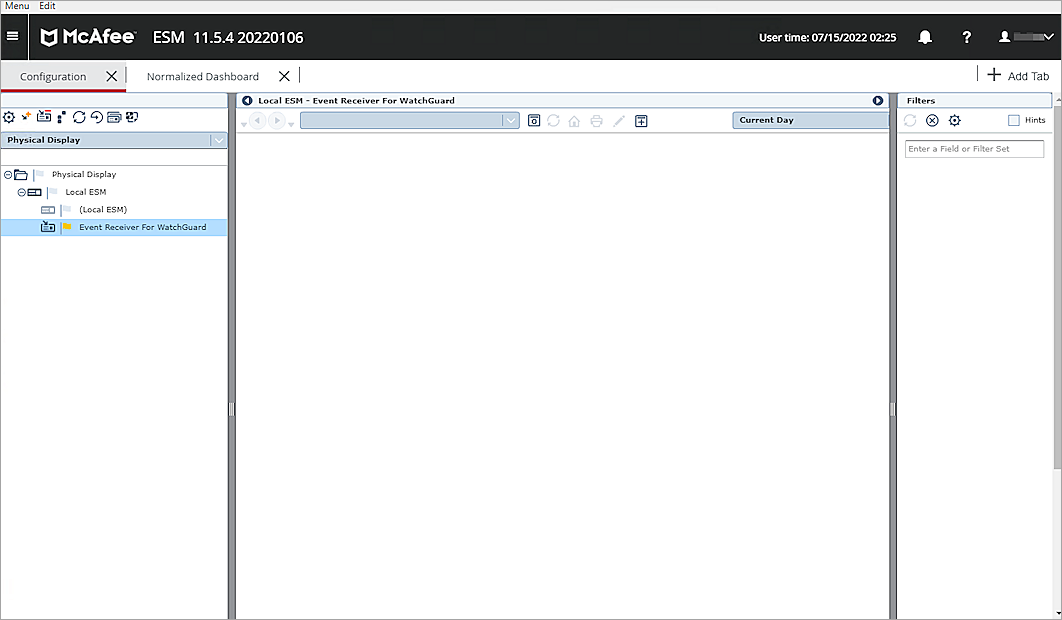 Menu Edit
McAfee™ ESM 11.5.4 20220106 User time: 07/15/2022 02:25 ?
Configuration Normalized Dashboard Add Tab
Local ESM - Event Receiver For WatchGuard
Filters
Current Day
Hints
Physical Display
Enter a Field or Filter Set
Physical Display
Local ESM
(Local ESM)
Event Receiver For WatchGuard